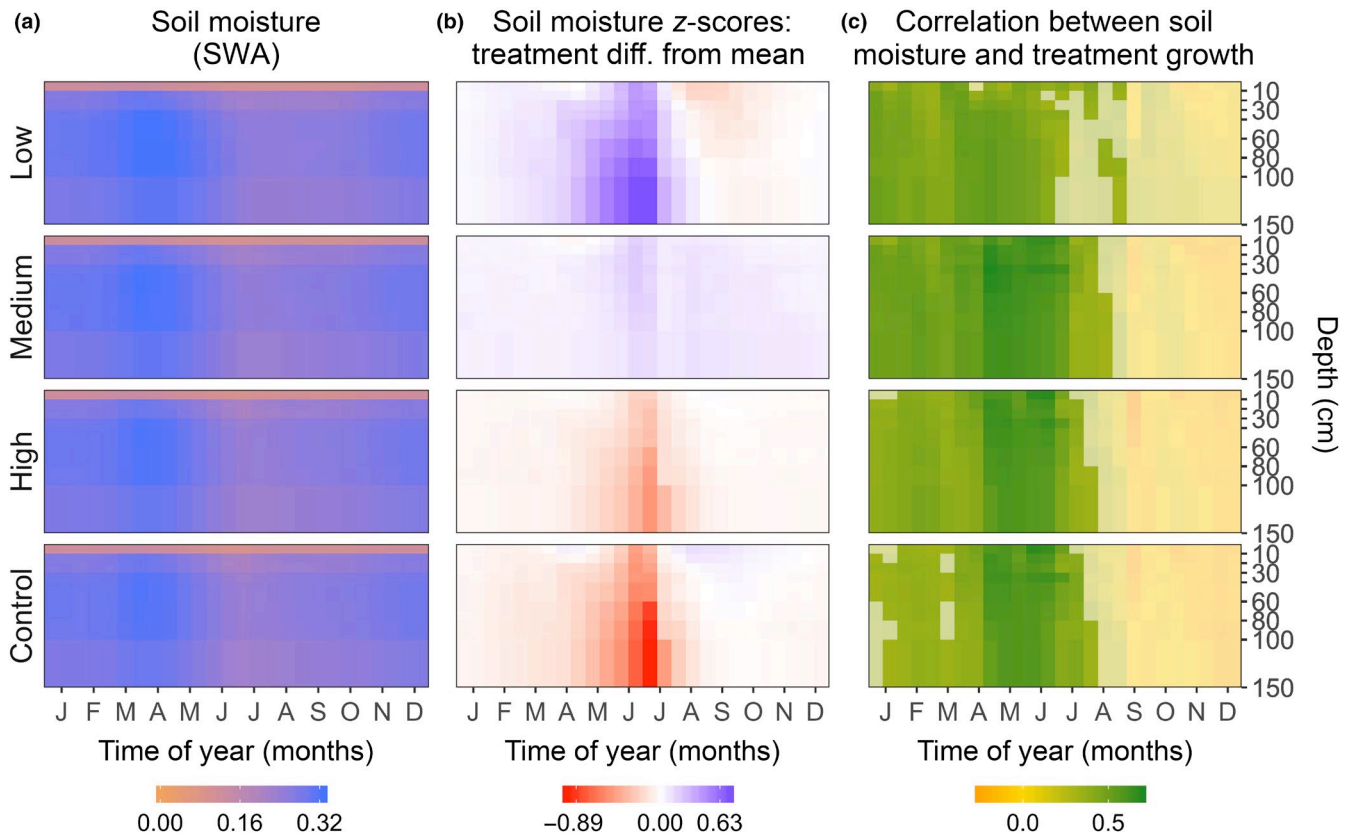 (a) Soil moisture
(SWA)
(b) Soil moisture z-scores:
treatment diff. from mean
(c) Correlation between soil
moisture and treatment growth
Low
10
30
60
80
100
150
Medium
10
30
60
80
100
150
High
10
30
60
80
100
150
Control
10
30
60
80
100
150
Depth (cm)
J F M A M J J A S O N D
J F M A M J J A S O N D
J F M A M J J A S O N D
Time of year (months)
Time of year (months)
Time of year (months)
0.00 0.16 0.32
−0.89 0.00 0.63
0.0 0.5